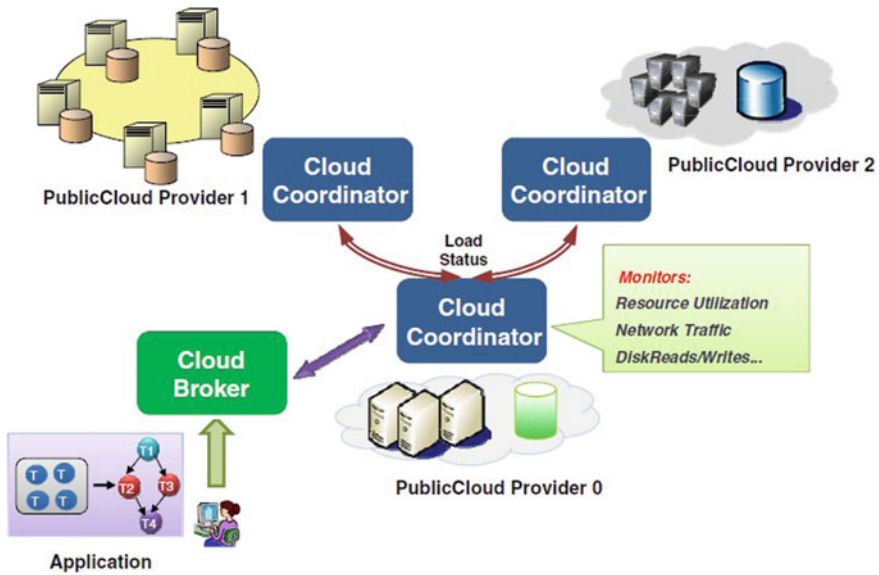 PublicCloud Provider 1
Cloud
Coordinator
Cloud
Coordinator
PublicCloud Provider 2
Load
Status
Cloud
Coordinator
Monitors:
Resource Utilization
Network Traffic
DiskReads/Writes...
Cloud
Broker
PublicCloud Provider 0
T T
T T
T1
T2
T3
T4
Application